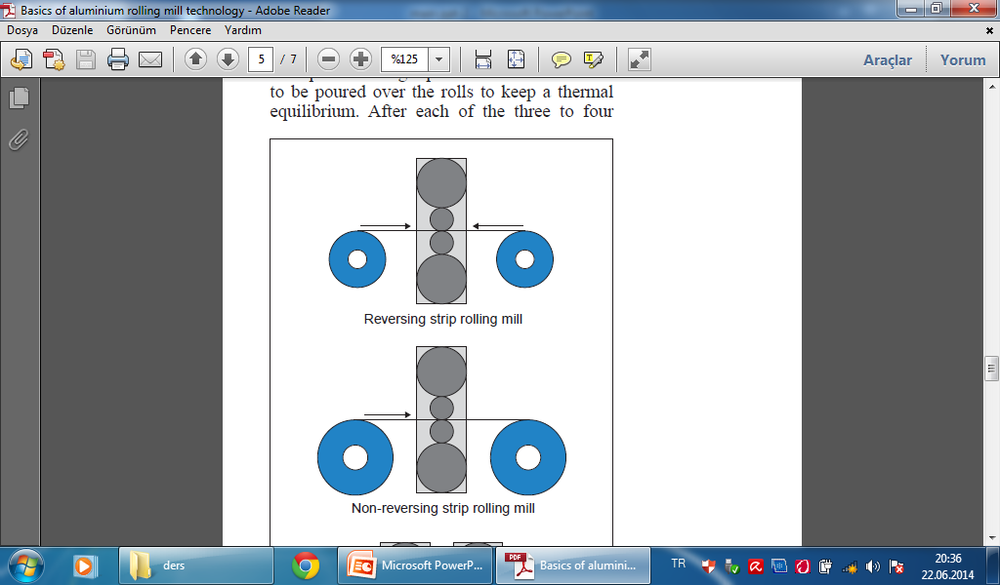 Basics of aluminium rolling mill technology - Adobe Reader
Dosya Düzenle Görünüm Pencere Yardım
5 / 7 %125 Araçlar Yorum
to be poured over the rolls to keep a thermal
equilibrium. After each of the three to four
Reversing strip rolling mill
Non-reversing strip rolling mill
ders
Microsoft PowerP...
Basics of alumini...
TR
20:36
22.06.2014